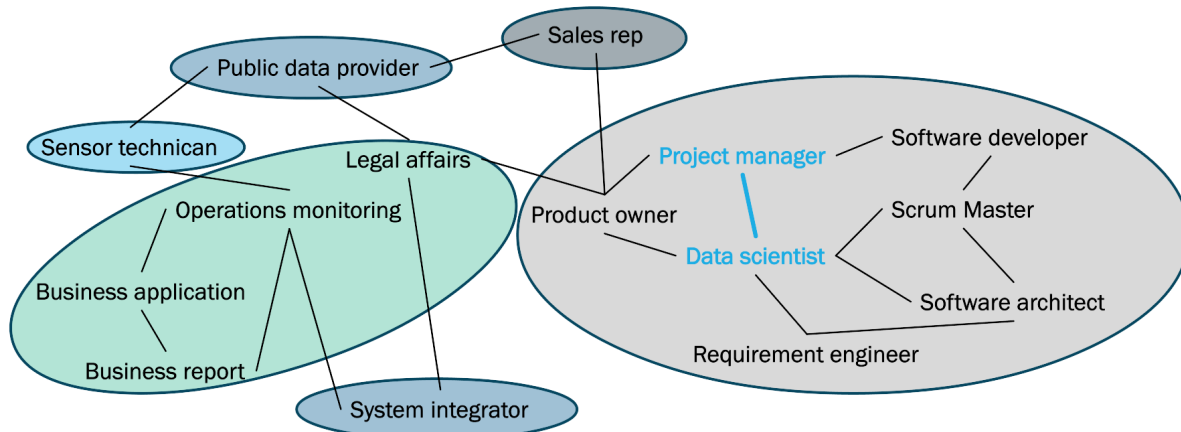 Sales rep
Public data provider
Sensor technican
Legal affairs
Project manager
Software developer
Operations monitoring
Product owner
Scrum Master
Data scientist
Business application
Software architect
Requirement engineer
Business report
System integrator